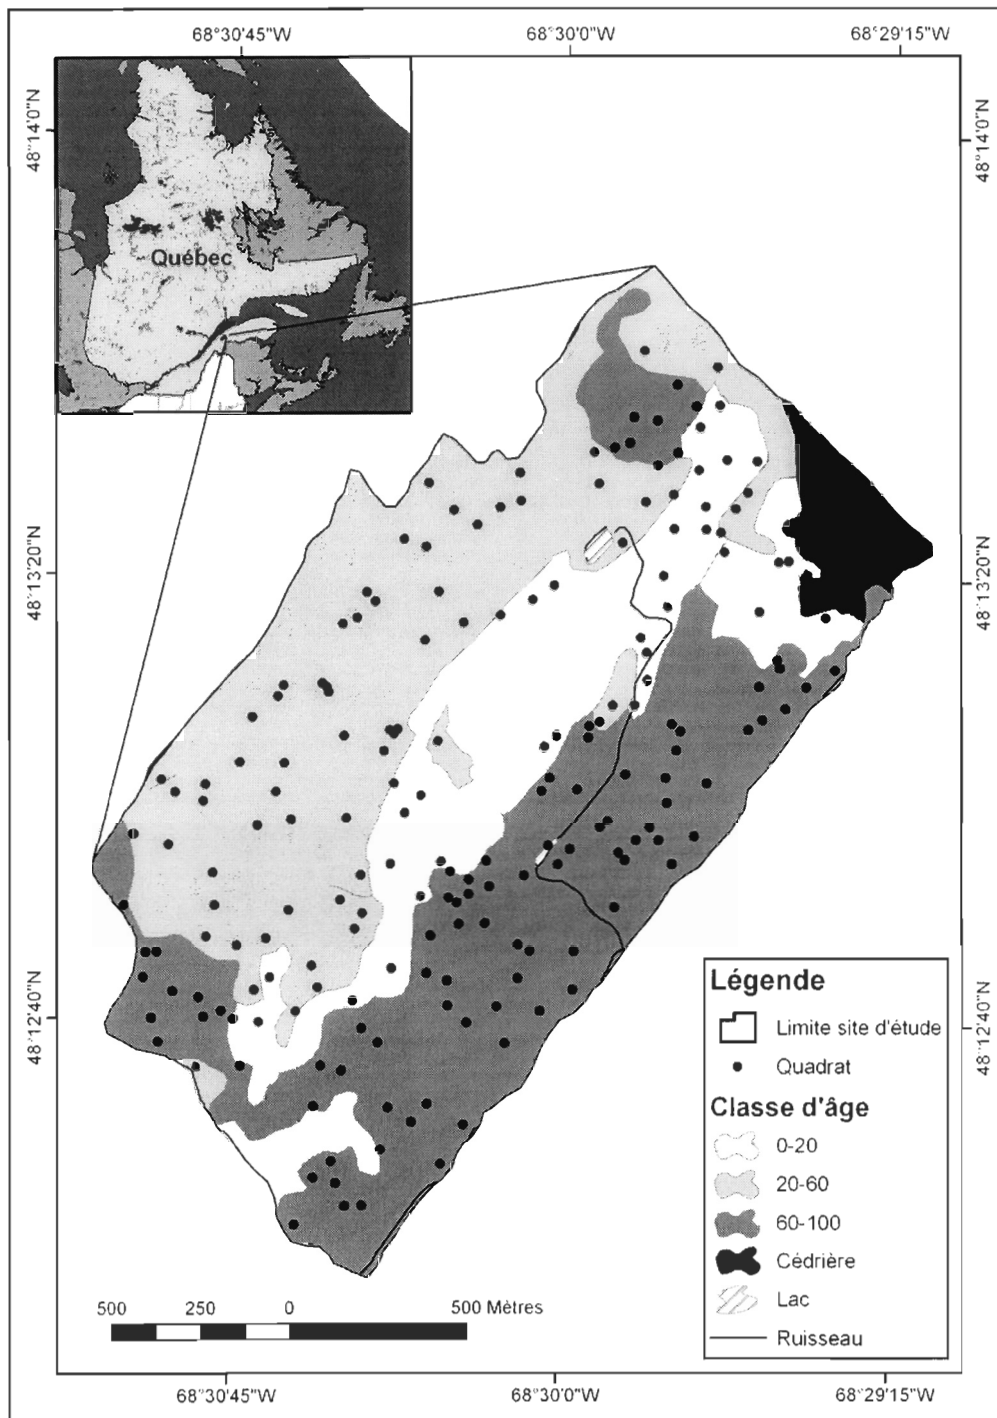 68°30'45"W 68°30'0"W 68°29'15"W
48°14'0"N
48°14'0"N
Québec
48°13'20"N
48°13'20"N
48°12'40"N
48°12'40"N
Légende
Limite site d'étude
Quadrat
Classe d'âge
0-20
20-60
60-100
Cédrière
Lac
Ruisseau
500 250 0 500 Mètres
68°30'45"W 68°30'0"W 68°29'15"W